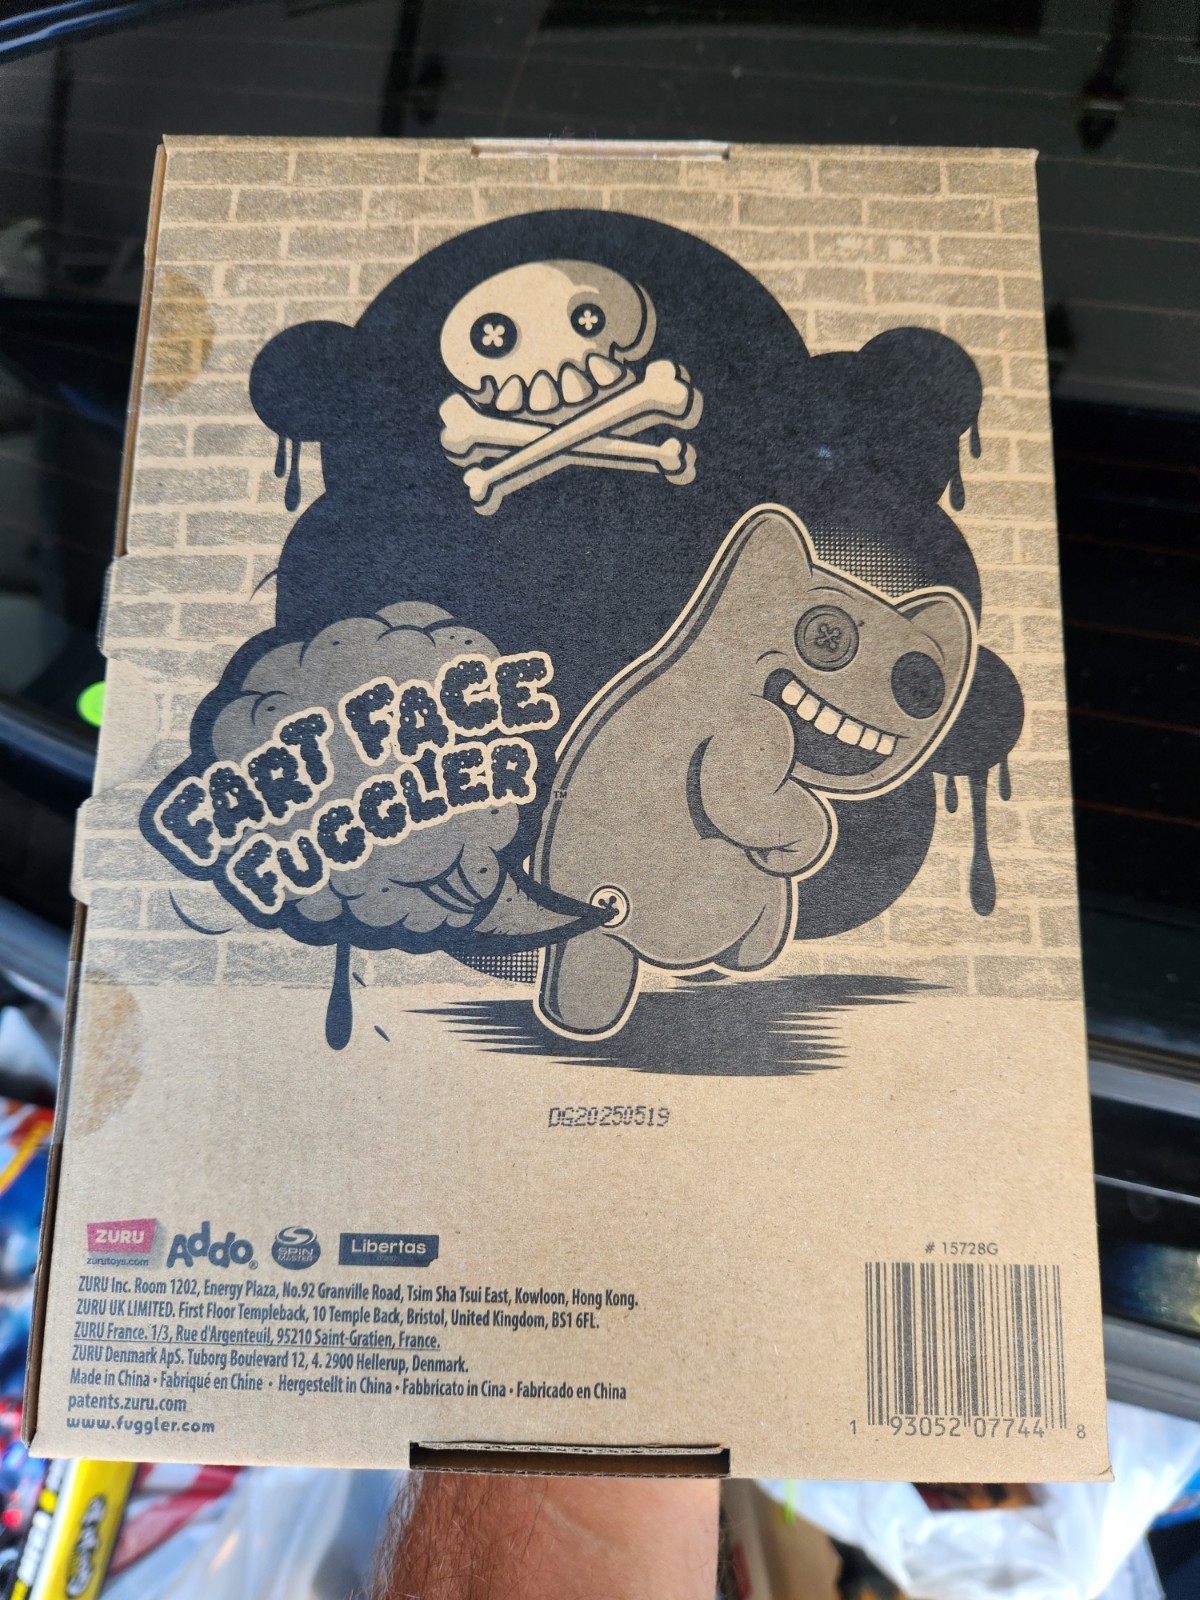 FART FACE
FUGGLER™
DG20250519
ZURU
zurutoys.com
Addo®
SPIN MASTER
Libertas
# 15728G
ZURU Inc. Room 1202, Energy Plaza, No.92 Granville Road, Tsim Sha Tsui East, Kowloon, Hong Kong.
ZURU UK LIMITED. First Floor Templeback, 10 Temple Back, Bristol, United Kingdom, BS1 6FL.
ZURU France. 1/3, Rue d'Argenteuil, 95210 Saint-Gratien, France.
ZURU Denmark ApS. Tuborg Boulevard 12, 4. 2900 Hellerup, Denmark.
Made in China • Fabriqué en Chine • Hergestellt in China • Fabbricato in Cina • Fabricado en China
patents.zuru.com
www.fuggler.com
1 93052 07744 8